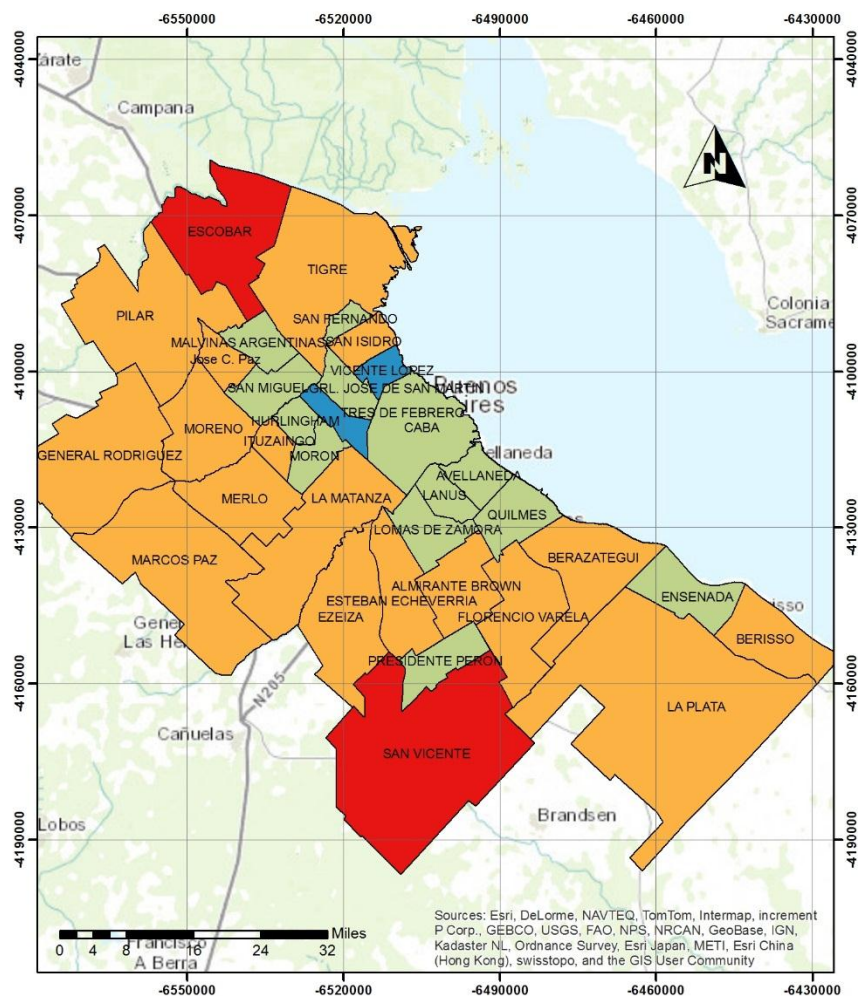 -6550000 -6520000 -6490000 -6460000 -6430000
4040000 4040000
Zárate
Campana
N
4070000 4070000
ESCOBAR
TIGRE
Colonia
Sacrame
PILAR
SAN FERNANDO
MALVINAS ARGENTINAS
SAN ISIDRO
Jose C. Paz
4100000 4100000
VICENTE LOPEZ
SAN MIGUEL
GRL. JOSE DE SAN MARTIN
Buenos
ires
TRES DE FEBRERO
HURLINGHAM
CABA
MORENO
ITUZAINGO
GENERAL RODRIGUEZ
MORON
ellaneda
AVELLANEDA
MERLO
LA MATANZA
LANUS
QUILMES
4130000 4130000
LOMAS DE ZAMORA
MARCOS PAZ
BERAZATEGUI
ALMIRANTE BROWN
ENSENADA
ESTEBAN ECHEVERRIA
isso
EZEIZA
FLORENCIO VARELA
Gene
Las He
BERISSO
PRESIDENTE PERON
4160000 4160000
N205
LA PLATA
Cañuelas
SAN VICENTE
Brandsen
Lobos
4190000 4190000
Miles
0 4 8 16 24 32
Francisco
A Berra
Sources: Esri, DeLorme, NAVTEQ, TomTom, Intermap, increment
P Corp., GEBCO, USGS, FAO, NPS, NRCAN, GeoBase, IGN,
Kadaster NL, Ordnance Survey, Esri Japan, METI, Esri China
(Hong Kong), swisstopo, and the GIS User Community
-6550000 -6520000 -6490000 -6460000 -6430000